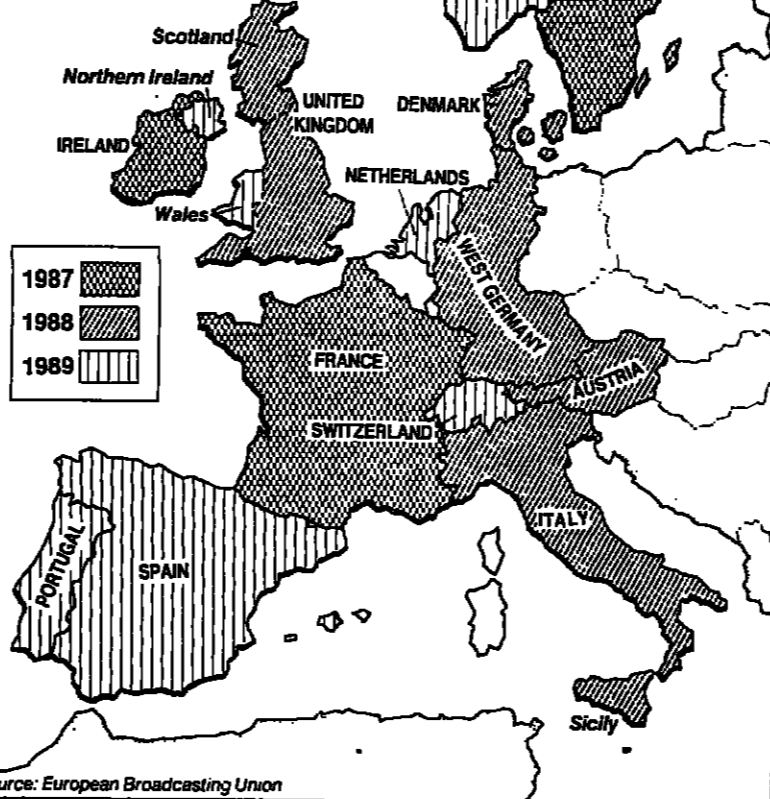 Scotland
Northern Ireland
UNITED
KINGDOM
DENMARK
IRELAND
NETHERLANDS
Wales
WEST GERMANY
1987
1988
1989
FRANCE
AUSTRIA
SWITZERLAND
ITALY
PORTUGAL
SPAIN
Sicily
urce: European Broadcasting Union